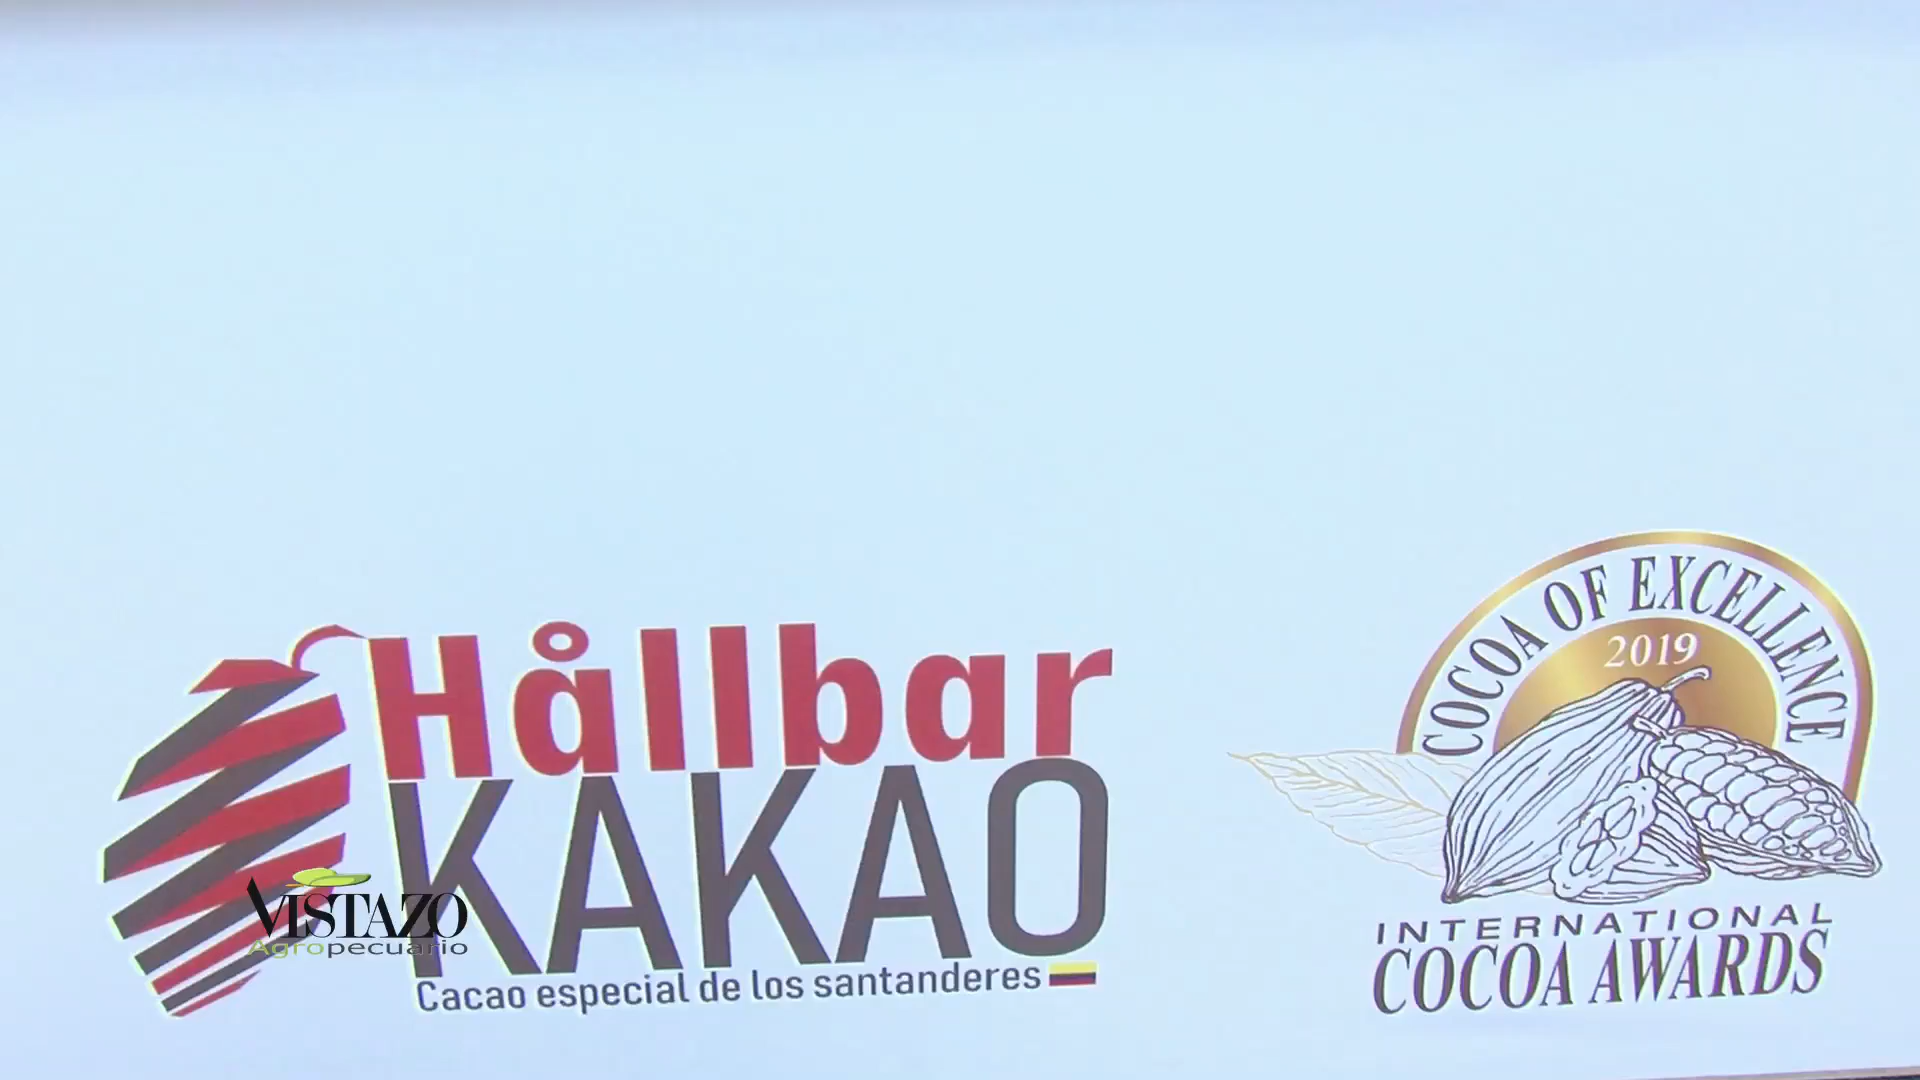 Hållbar
KAKAO
Cacao especial de los santanderes
VISTAZO
Agropecuario
COCOA OF EXCELLENCE
2019
INTERNATIONAL
COCOA AWARDS